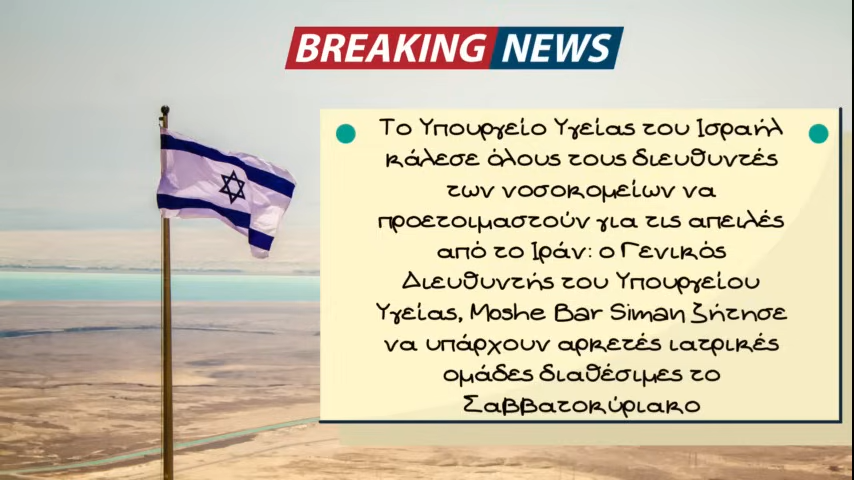 BREAKING NEWS
Το Υπουργείο Υγείας του Ισραήλ
κάλεσε όλους τους διευθυντές
των νοσοκομείων να
προετοιμαστούν για τις απειλές
από το Ιράν: ο Γενικός
Διευθυντής του Υπουργείου
Υγείας, Moshe Bar Siman ζήτησε
να υπάρχουν αρκετές ιατρικές
ομάδες διαθέσιμες το
Σαββατοκύριακο